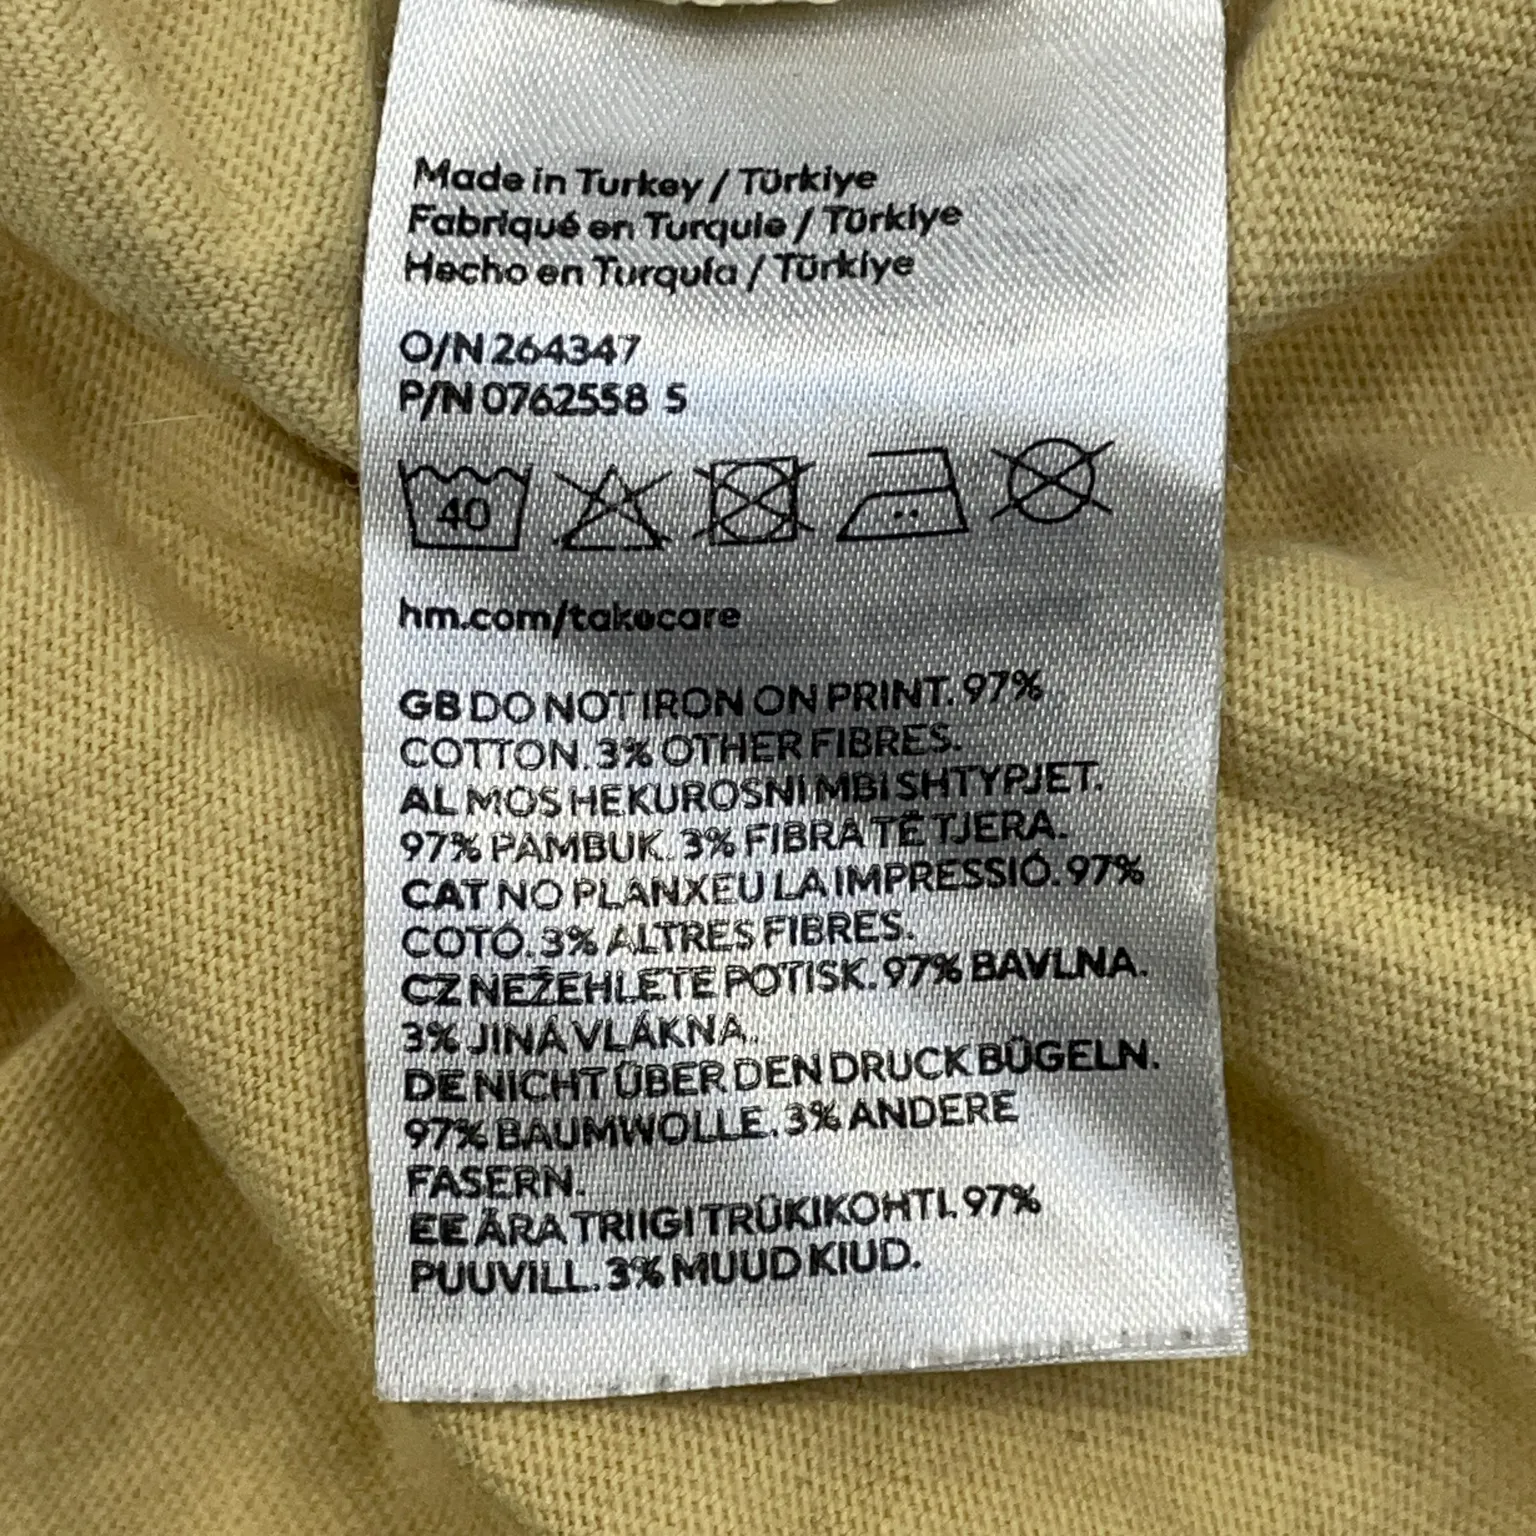 Made in Turkey / Türkiye
Fabriqué en Turquie / Türkiye
Hecho en Turquía / Türkiye
O/N 264347
P/N 0762558 5
40
hm.com/takecare
GB DO NOT IRON ON PRINT. 97%
COTTON. 3% OTHER FIBRES.
AL MOS HEKUROSNI MBI SHTYPJET.
97% PAMBUK. 3% FIBRA TË TJERA.
CAT NO PLANXEU LA IMPRESSIÓ. 97%
COTÓ. 3% ALTRES FIBRES.
CZ NEŽEHLETE POTISK. 97% BAVLNA.
3% JINÁ VLÁKNA.
DE NICHT ÜBER DEN DRUCK BÜGELN.
97% BAUMWOLLE. 3% ANDERE
FASERN.
EE ÄRA TRIIGI TRÜKIKOHTI. 97%
PUUVILL. 3% MUUD KIUD.